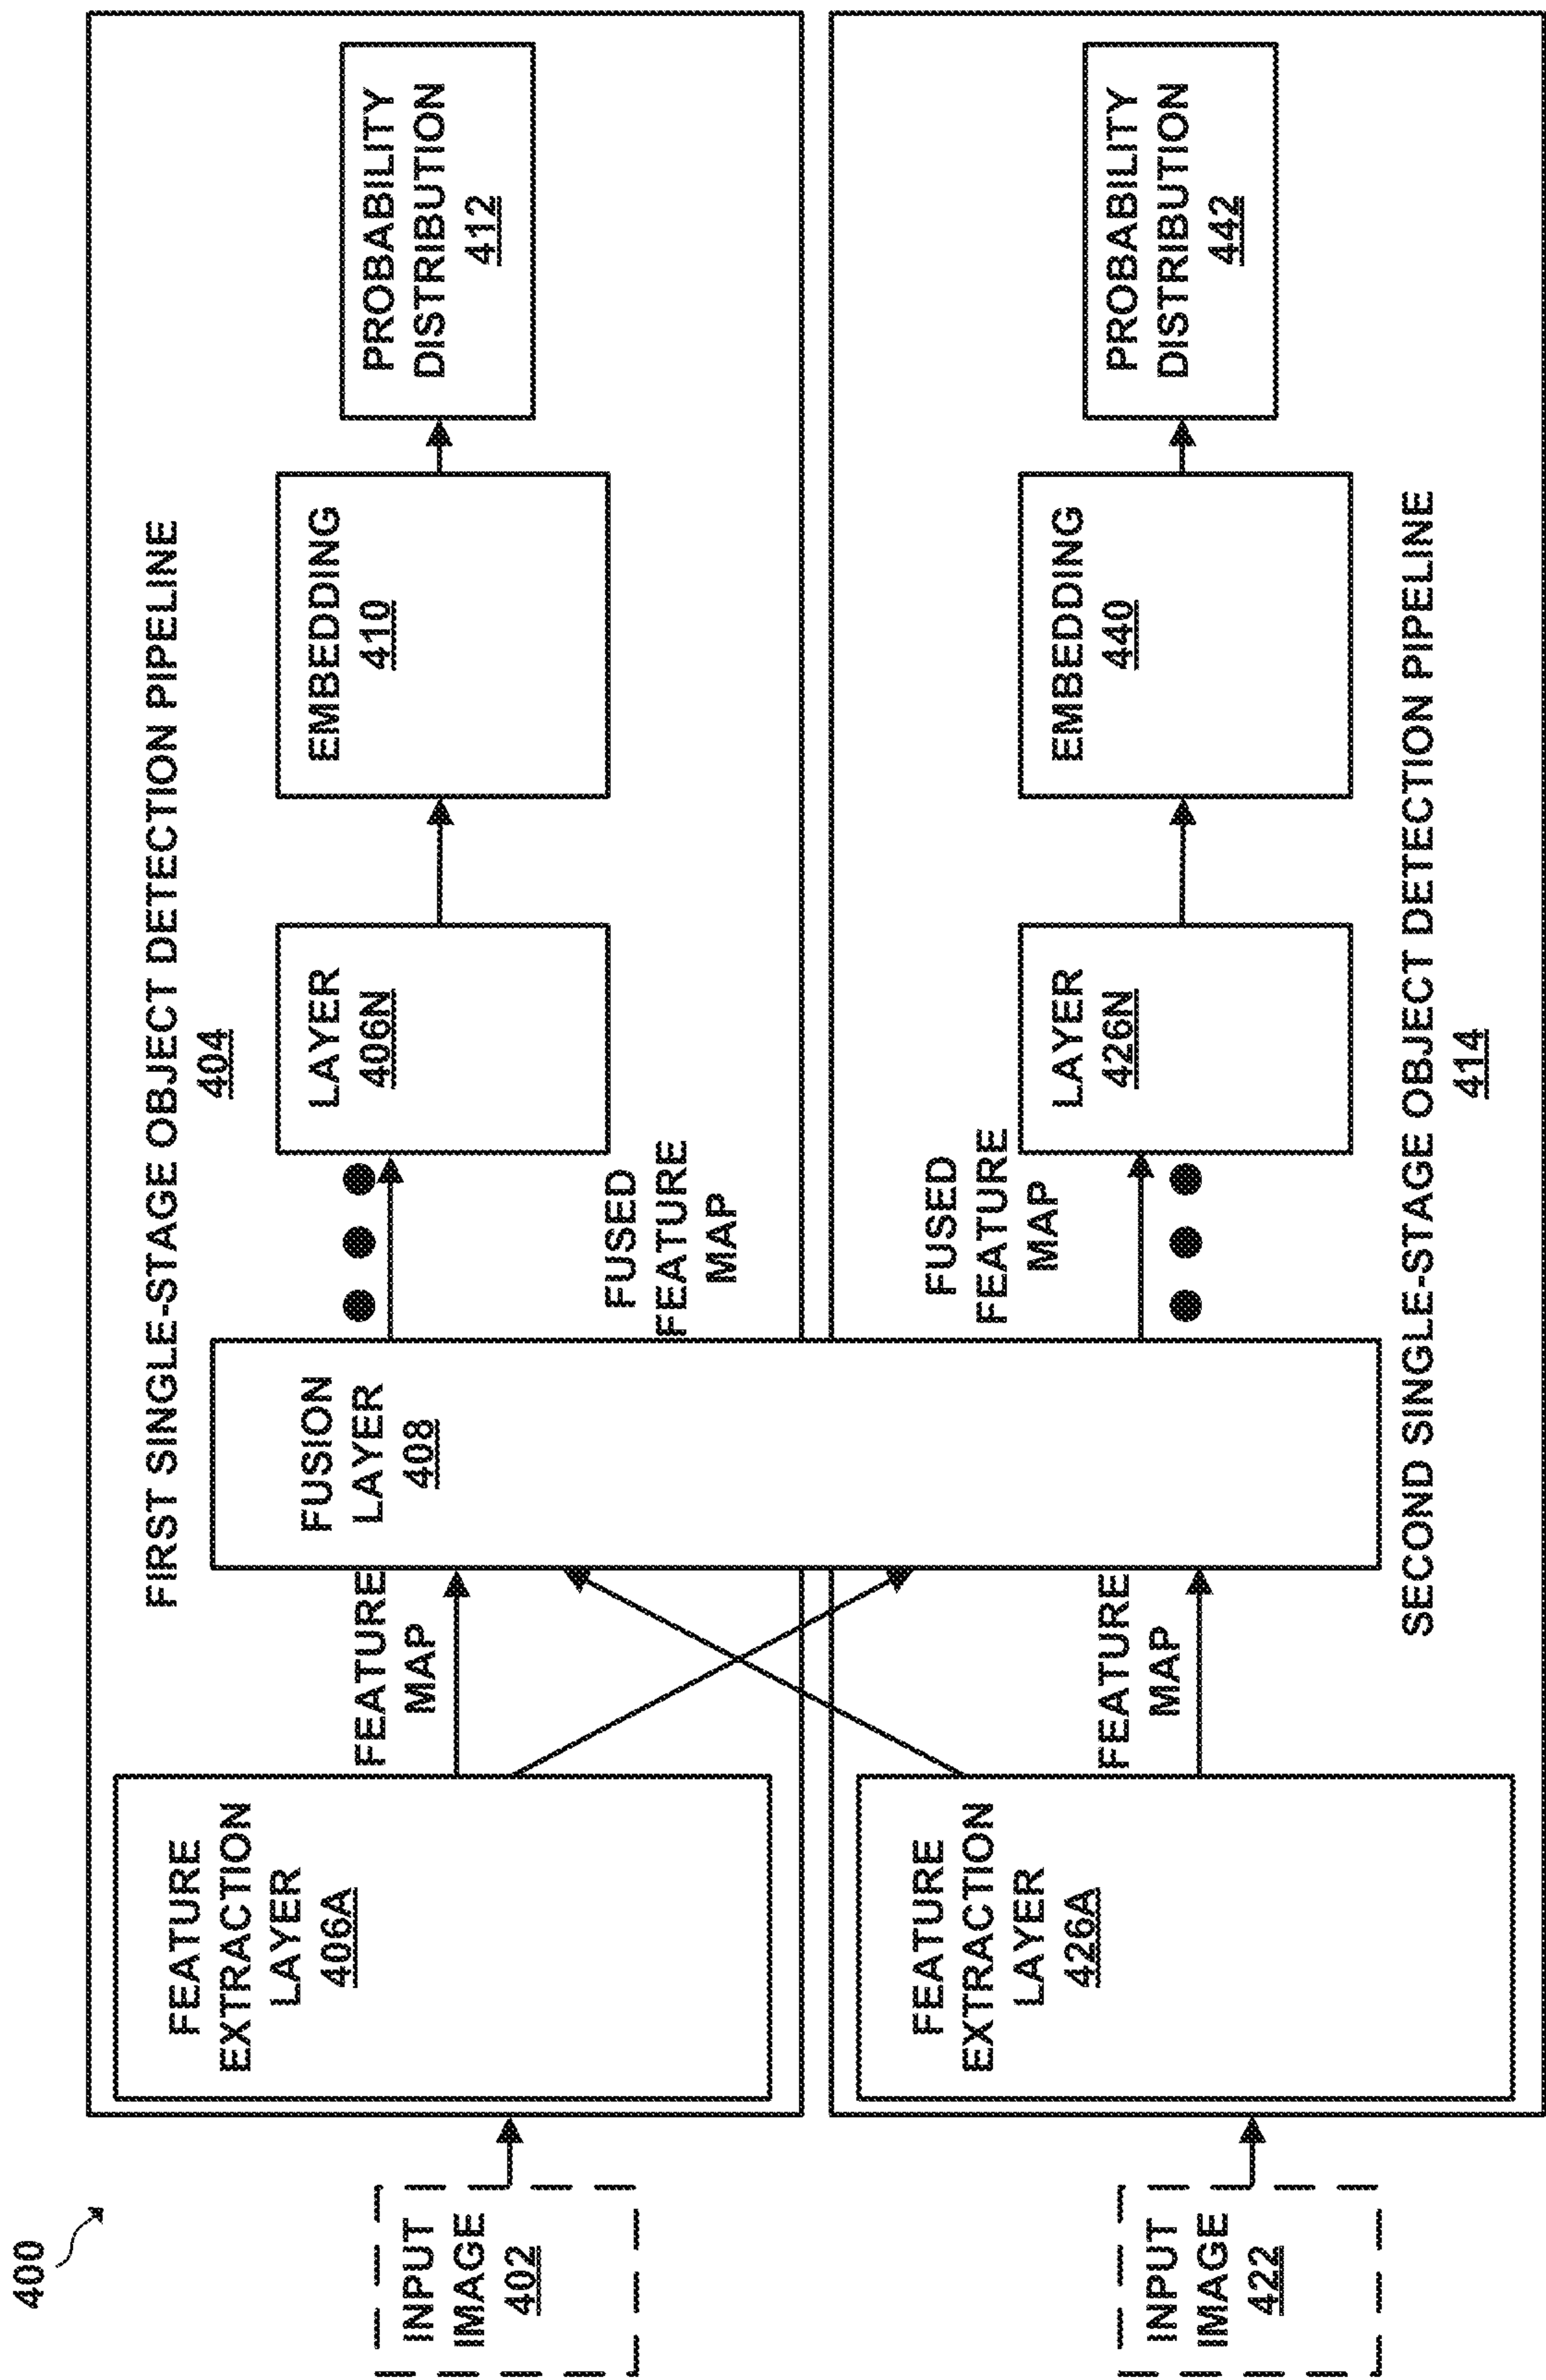 400
INPUT
IMAGE
402
FIRST SINGLE-STAGE OBJECT DETECTION PIPELINE
404
FEATURE
EXTRACTION
LAYER
406A
FEATURE
MAP
FUSION
LAYER
408
FUSED
FEATURE
MAP
LAYER
406N
EMBEDDING
410
PROBABILITY
DISTRIBUTION
412
INPUT
IMAGE
422
FEATURE
EXTRACTION
LAYER
426A
FEATURE
MAP
FUSED
FEATURE
MAP
LAYER
426N
EMBEDDING
440
PROBABILITY
DISTRIBUTION
442
SECOND SINGLE-STAGE OBJECT DETECTION PIPELINE
414